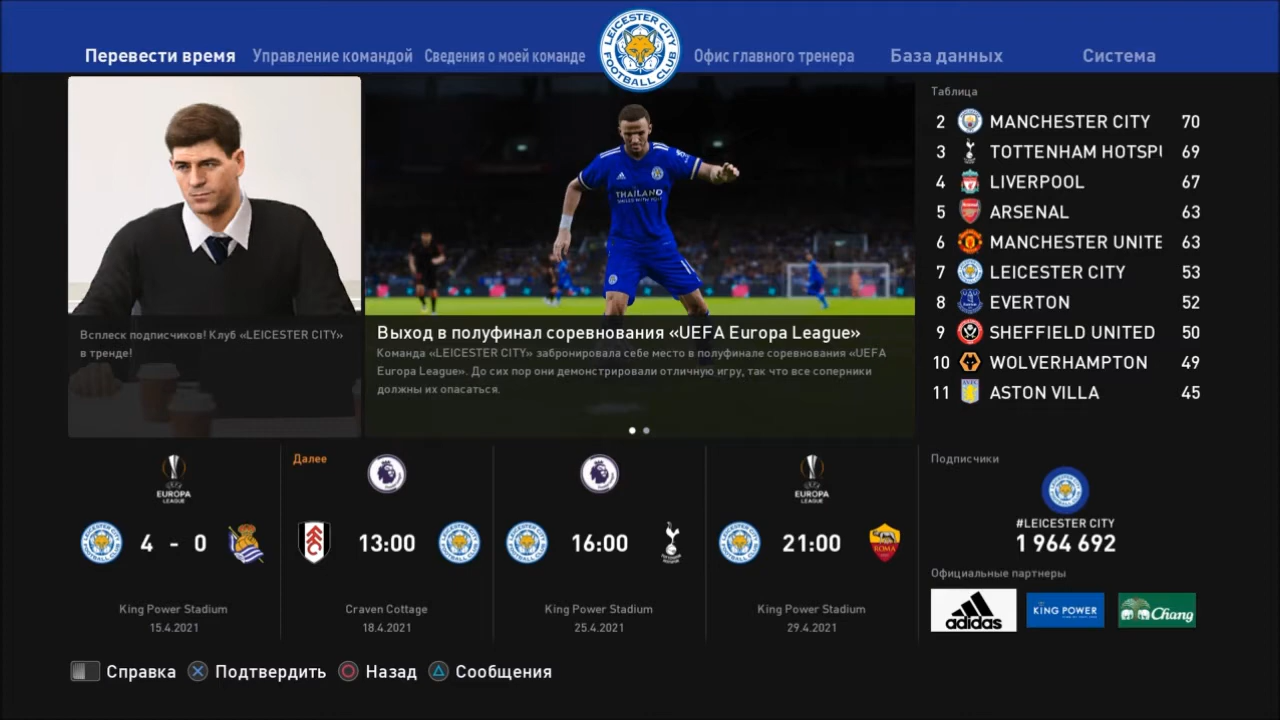 Перевести время
Управление командой
Сведения о моей команде
LEICESTER CITY
FOOTBALL CLUB
Офис главного тренера
База данных
Система
Всплеск подписчиков! Клуб «LEICESTER CITY»
в тренде!
THAILAND
Выход в полуфинал соревнования «UEFA Europa League»
Команда «LEICESTER CITY» забронировала себе место в полуфинале соревнования «UEFA
Europa League». До сих пор они демонстрировали отличную игру, так что все соперники
должны их опасаться.
Таблица
2 MANCHESTER CITY 70
3 TOTTENHAM HOTSPU 69
4 LIVERPOOL 67
5 ARSENAL 63
6 MANCHESTER UNITE 63
7 LEICESTER CITY 53
8 EVERTON 52
9 SHEFFIELD UNITED 50
10 WOLVERHAMPTON 49
11 ASTON VILLA 45
EUROPA
LEAGUE
4 - 0
King Power Stadium
15.4.2021
Далее
13:00
Craven Cottage
18.4.2021
16:00
King Power Stadium
25.4.2021
EUROPA
LEAGUE
21:00
ROMA
King Power Stadium
29.4.2021
Подписчики
#LEICESTER CITY
1 964 692
Официальные партнеры
adidas
KING POWER
Chang
Справка
Подтвердить
Назад
Сообщения